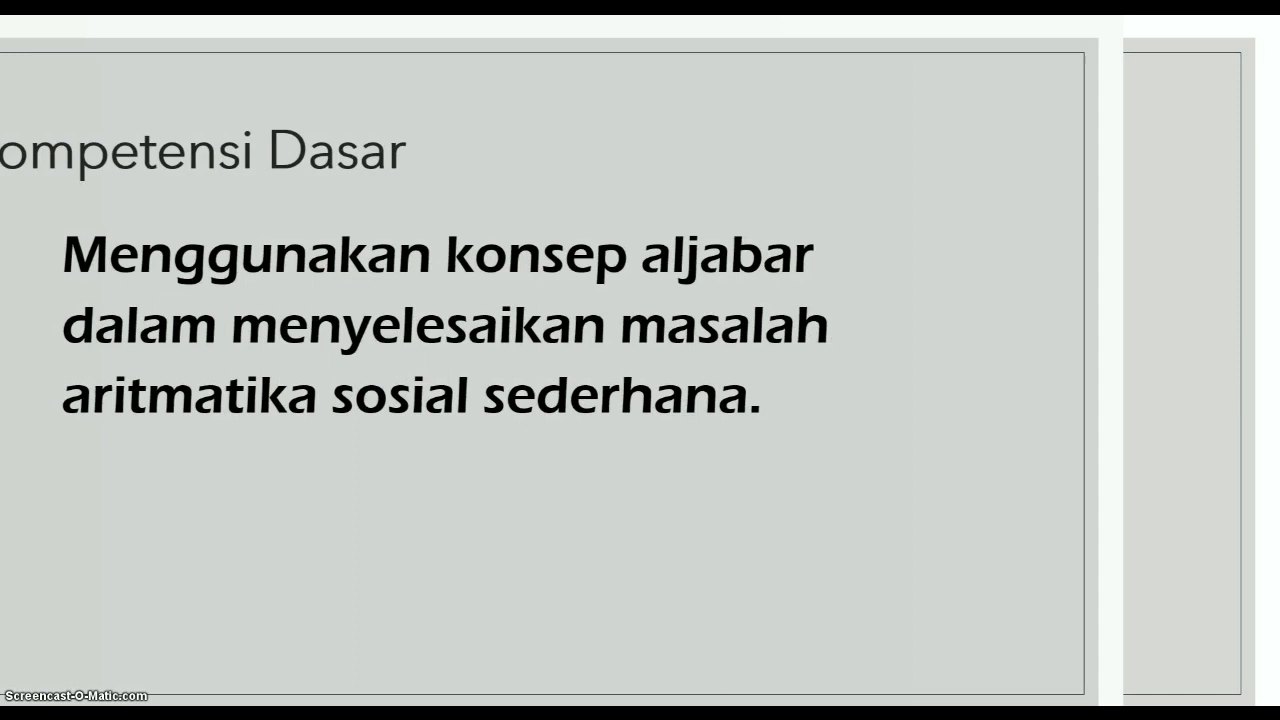 ompetensi Dasar
Menggunakan konsep aljabar
dalam menyelesaikan masalah
aritmatika sosial sederhana.
Screencast-O-Matic.com